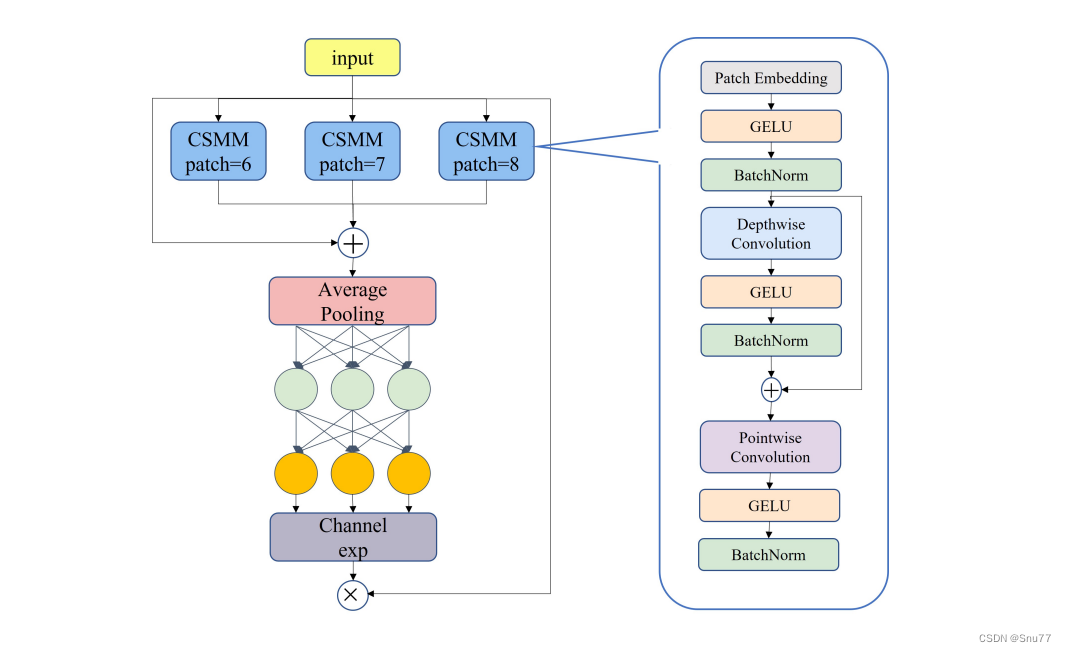 input
CSMM
patch=6
CSMM
patch=7
CSMM
patch=8
Average
Pooling
Channel
exp
Patch Embedding
GELU
BatchNorm
Depthwise
Convolution
GELU
BatchNorm
Pointwise
Convolution
GELU
BatchNorm
CSDN @Snu77